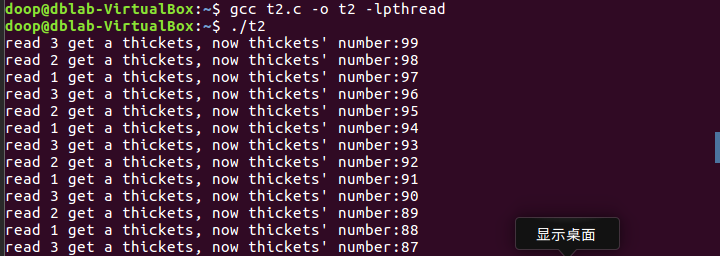 doop@dblab-VirtualBox:~$ gcc t2.c -o t2 -lpthread
doop@dblab-VirtualBox:~$ ./t2
read 3 get a thickets, now thickets' number:99
read 2 get a thickets, now thickets' number:98
read 1 get a thickets, now thickets' number:97
read 3 get a thickets, now thickets' number:96
read 2 get a thickets, now thickets' number:95
read 1 get a thickets, now thickets' number:94
read 3 get a thickets, now thickets' number:93
read 2 get a thickets, now thickets' number:92
read 1 get a thickets, now thickets' number:91
read 3 get a thickets, now thickets' number:90
read 2 get a thickets, now thickets' number:89
read 1 get a thickets, now thickets' number:88
read 3 get a thickets, now thickets' number:87
显示桌面